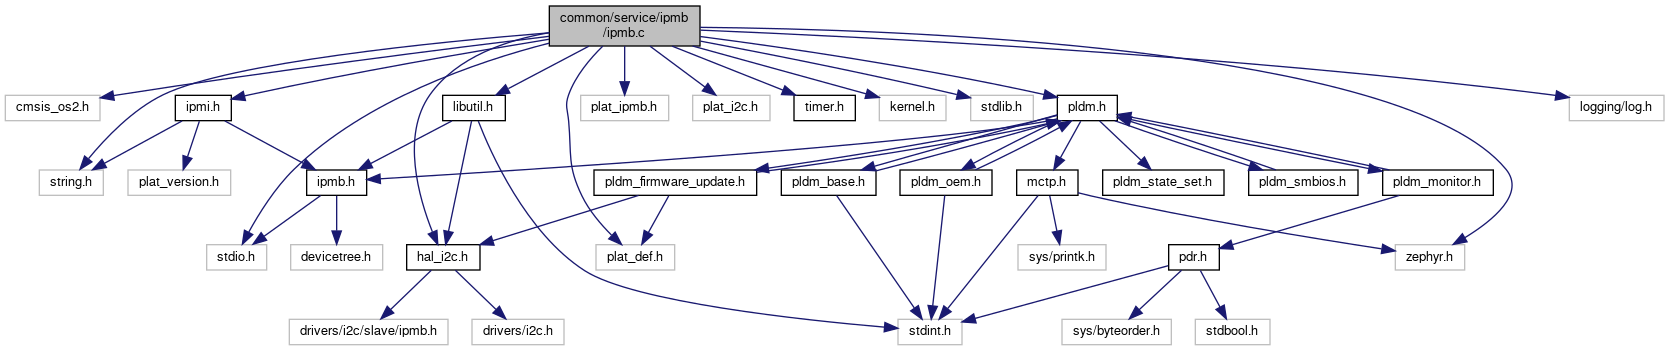 common/service/ipmb
/ipmb.c
cmsis_os2.h
ipmi.h
libutil.h
plat_ipmb.h
plat_i2c.h
timer.h
kernel.h
stdlib.h
pldm.h
logging/log.h
string.h
plat_version.h
ipmb.h
pldm_firmware_update.h
pldm_base.h
pldm_oem.h
mctp.h
pldm_state_set.h
pldm_smbios.h
pldm_monitor.h
stdio.h
devicetree.h
hal_i2c.h
plat_def.h
sys/printk.h
pdr.h
zephyr.h
drivers/i2c/slave/ipmb.h
drivers/i2c.h
stdint.h
sys/byteorder.h
stdbool.h